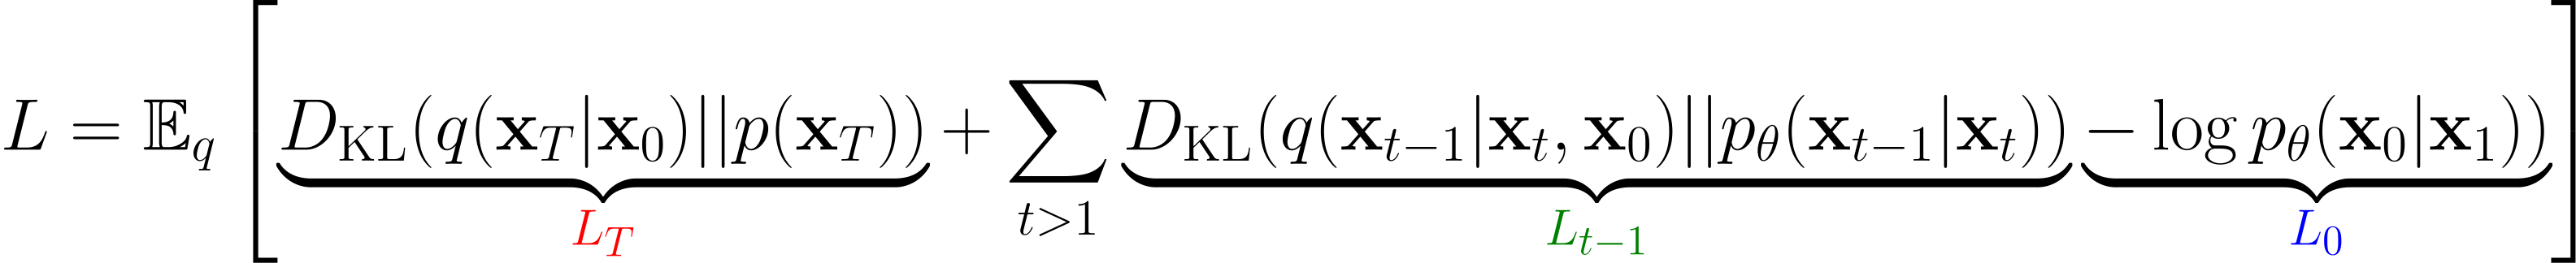 L = 𝔼_q [ D_KL(q(𝐱_T|𝐱_0)||p(𝐱_T)) + ∑_{t>1} D_KL(q(𝐱_{t−1}|𝐱_t, 𝐱_0)||p_θ(𝐱_{t−1}|𝐱_t)) − log p_θ(𝐱_0|𝐱_1)) ]
L_T L_{t−1} L_0